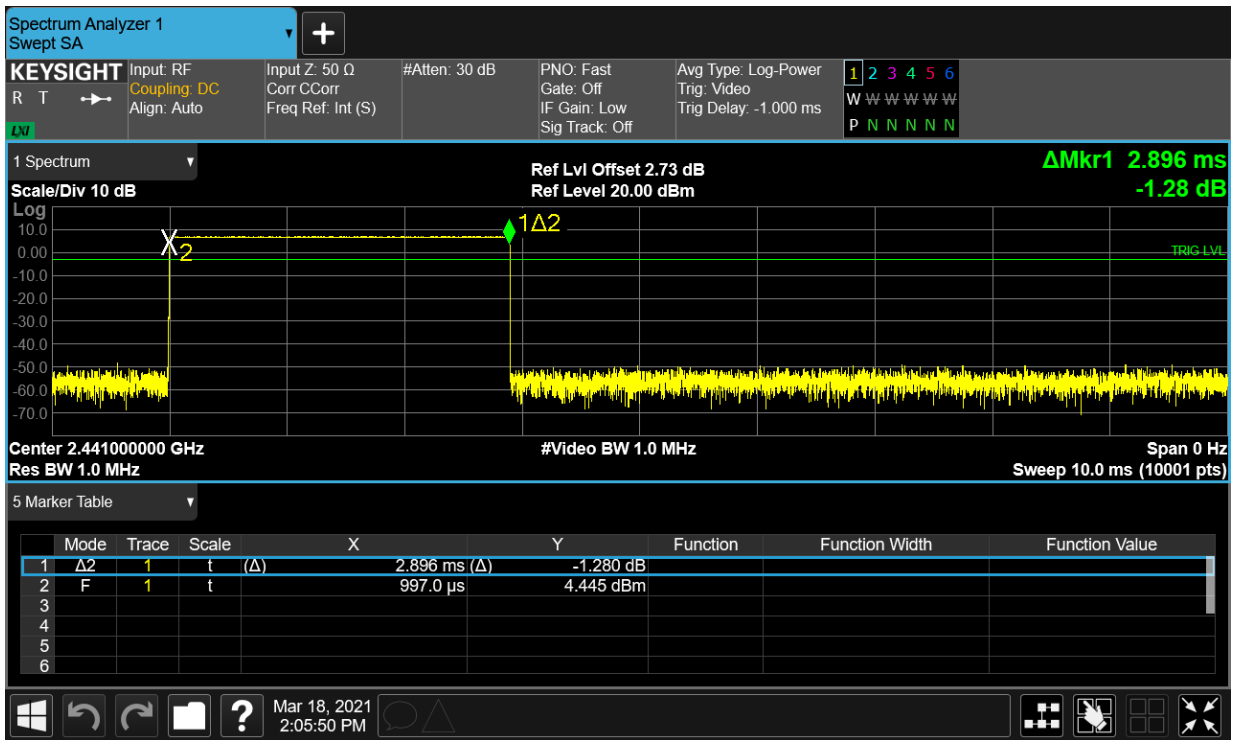 Spectrum Analyzer 1
Swept SA
KEYSIGHT
R T
LXI
Input: RF
Coupling: DC
Align: Auto
Input Z: 50 Ω
Corr CCorr
Freq Ref: Int (S)
#Atten: 30 dB
PNO: Fast
Gate: Off
IF Gain: Low
Sig Track: Off
Avg Type: Log-Power
Trig: Video
Trig Delay: -1.000 ms
1 2 3 4 5 6
W W W W W W
P N N N N N
1 Spectrum
Scale/Div 10 dB
Ref Lvl Offset 2.73 dB
Ref Level 20.00 dBm
ΔMkr1 2.896 ms
-1.28 dB
Log
10.0
0.00
-10.0
-20.0
-30.0
-40.0
-50.0
-60.0
-70.0
2
1Δ2
TRIG LVL
Center 2.441000000 GHz
#Video BW 1.0 MHz
Span 0 Hz
Res BW 1.0 MHz
Sweep 10.0 ms (10001 pts)
5 Marker Table
Mode Trace Scale X Y Function Function Width Function Value
1 Δ2 1 t (Δ) 2.896 ms (Δ) -1.280 dB
2 F 1 t 997.0 µs 4.445 dBm
3
4
5
6
?
Mar 18, 2021
2:05:50 PM